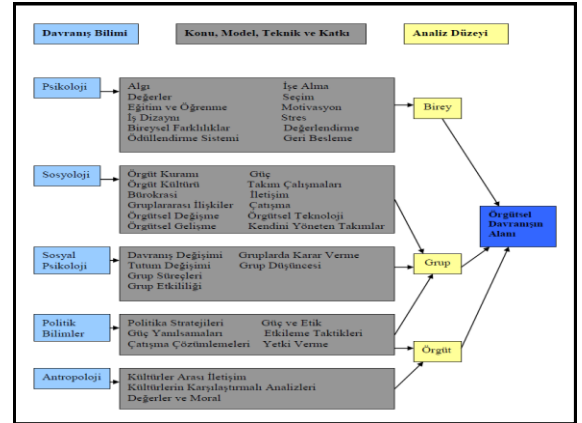 Davranış Bilimi
Konu, Model, Teknik ve Katkı
Analiz Düzeyi
Psikoloji
Algı İşe Alma
Değerler Seçim
Eğitim ve Öğrenme Motivasyon
İş Dizaynı Stres
Bireysel Farklılıklar Değerlendirme
Ödüllendirme Sistemi Geri Besleme
Birey
Sosyoloji
Örgüt Kuramı Güç
Örgüt Kültürü Takım Çalışmaları
Bürokrasi İletişim
Gruplararası İlişkiler Çatışma
Örgütsel Değişme Örgütsel Teknoloji
Örgütsel Gelişme Kendini Yöneten Takımlar
Örgütsel
Davranışın
Alanı
Sosyal
Psikoloji
Davranış Değişimi Gruplarda Karar Verme
Tutum Değişimi Grup Düşüncesi
Grup Süreçleri
Grup Etkililiği
Grup
Politik
Bilimler
Politika Stratejileri Güç ve Etik
Güç Yanılsamaları Etkileme Taktikleri
Çatışma Çözümlemeleri Yetki Verme
Örgüt
Antropoloji
Kültürler Arası İletişim
Kültürlerin Karşılaştırmalı Analizleri
Değerler ve Moral